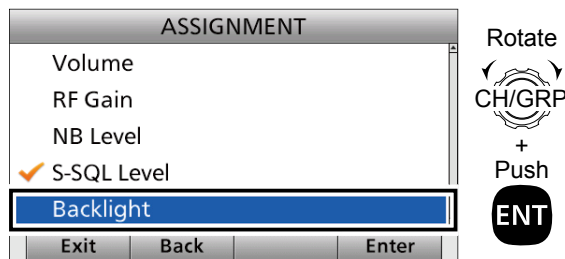 ASSIGNMENT
Volume
RF Gain
NB Level
S-SQL Level
Backlight
Exit Back Enter
Rotate
CH/GRP
+
Push
ENT